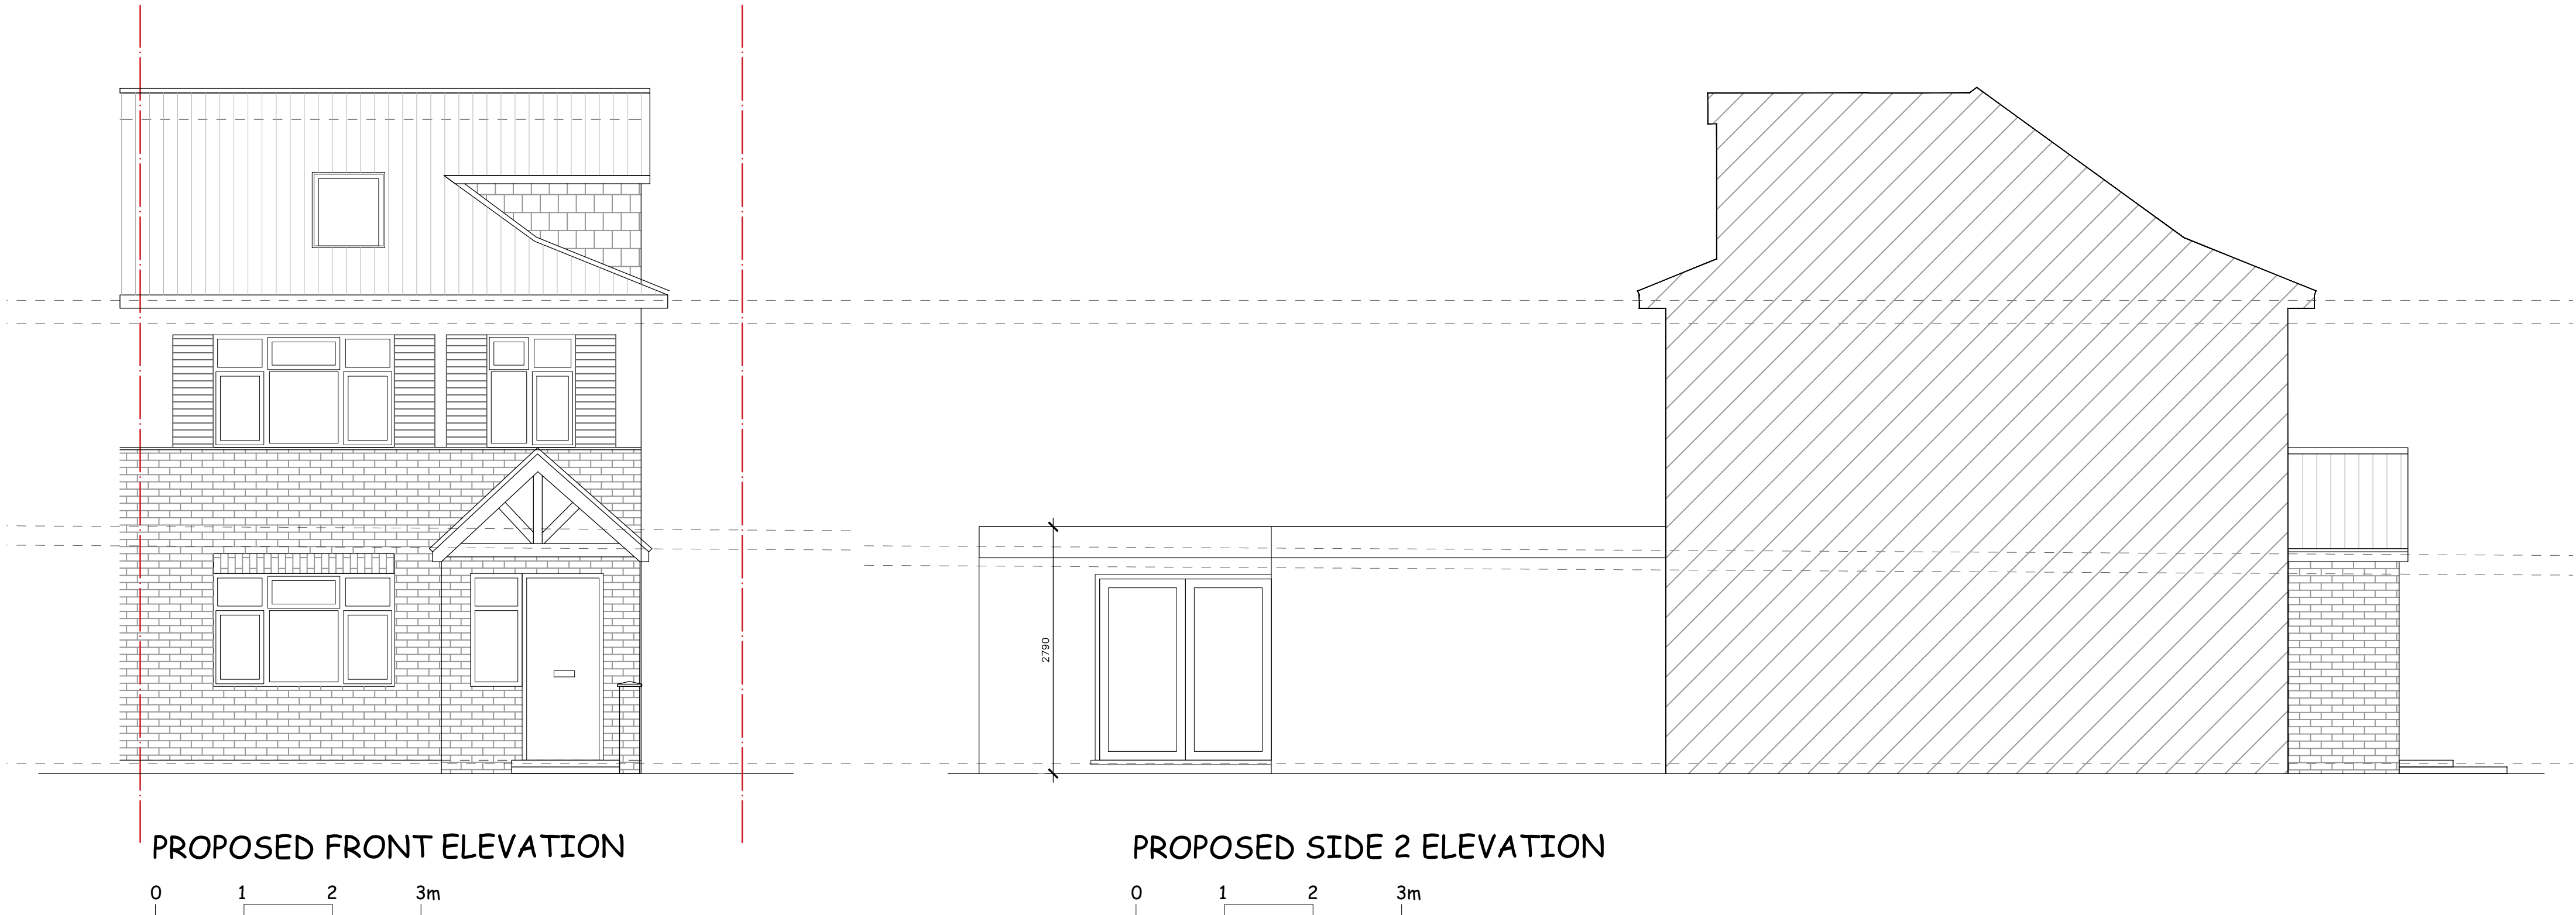 2790
PROPOSED FRONT ELEVATION
0 1 2 3m
PROPOSED SIDE 2 ELEVATION
0 1 2 3m